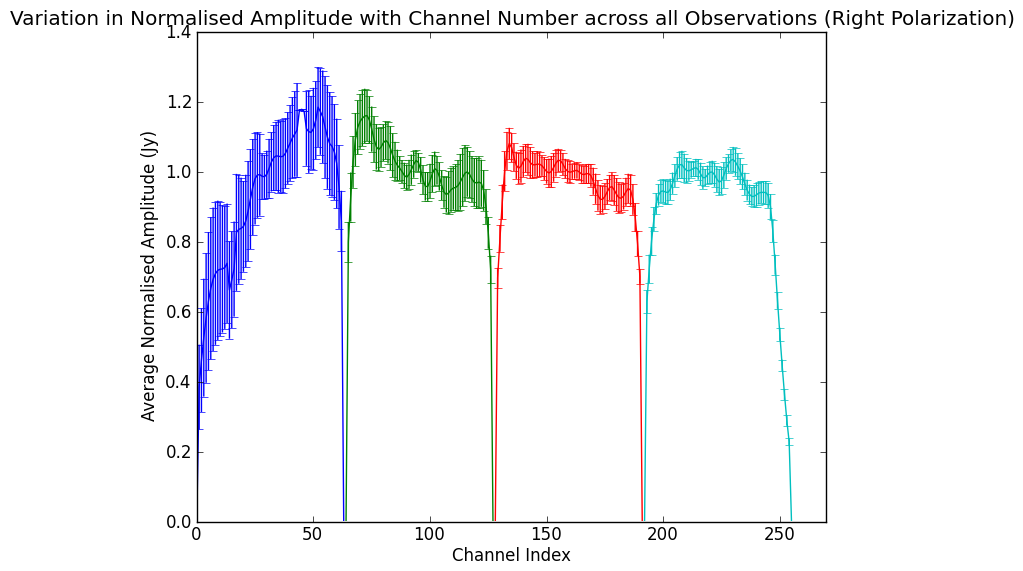 Variation in Normalised Amplitude with Channel Number across all Observations (Right Polarization)
1.4
1.2
1.0
0.8
0.6
0.4
0.2
0.0
Average Normalised Amplitude (Jy)
0 50 100 150 200 250
Channel Index